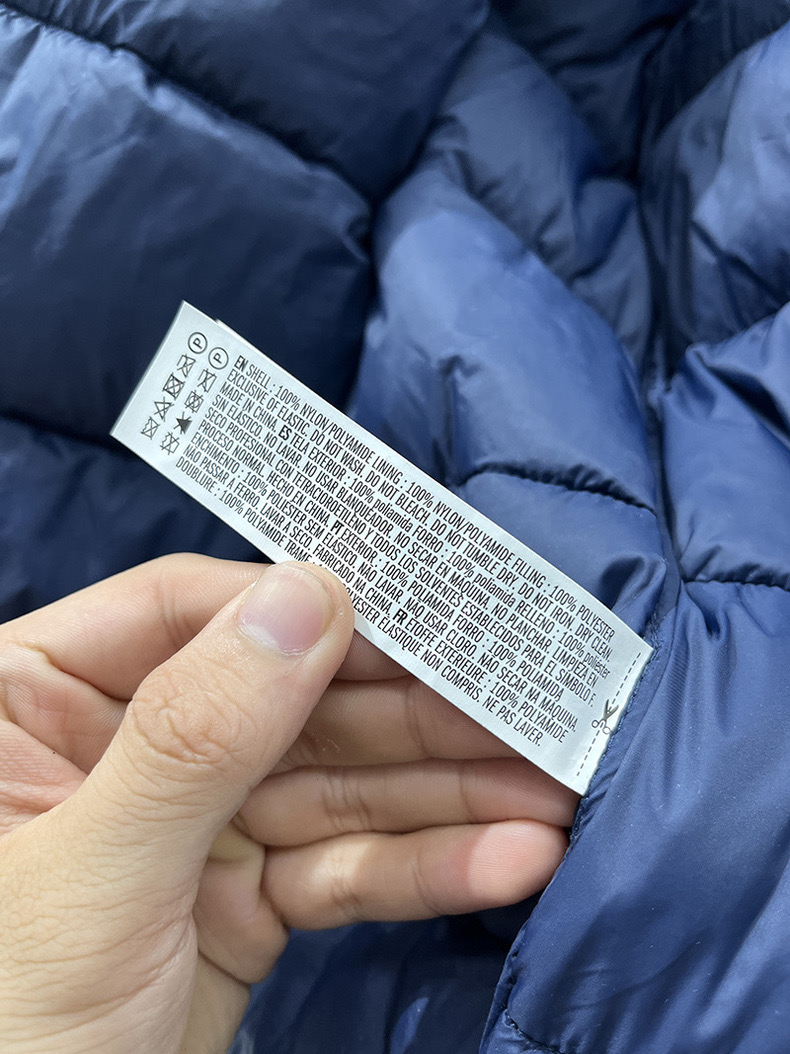 P P
EN SHELL : 100% NYLON/POLYAMIDE LINING : 100% NYLON/POLYAMIDE FILLING : 100% POLYESTER
EXCLUSIVE OF ELASTIC. DO NOT WASH. DO NOT BLEACH. DO NOT TUMBLE DRY. DO NOT IRON. DRY CLEAN.
MADE IN CHINA. ES TELA EXTERIOR : 100% poliamida FORRO : 100% poliamida RELLENO : 100% poliéster
SIN ELÁSTICO. NO LAVAR. NO USAR BLANQUEADOR. NO SECAR EN MÁQUINA. NO PLANCHAR. LIMPIEZA EN
SECO PROFESIONAL CON TETRACLOROETILENO Y TODOS LOS SOLVENTES ESTABLECIDOS PARA EL SÍMBOLO F.
PROCESO NORMAL. HECHO EN CHINA. PT EXTERIOR : 100% POLIAMIDA FORRO : 100% POLIAMIDA
ENCHIMENTO : 100% POLIÉSTER SEM ELÁSTICO. NÃO LAVAR. NÃO USAR CLORO. NÃO SECAR NA MÁQUINA.
NÃO PASSAR A FERRO. LAVAR A SECO. FABRICADO EM CHINA. FR ÉTOFFE EXTÉRIEURE : 100% POLYAMIDE
DOUBLURE : 100% POLYAMIDE POLYESTER ÉLASTIQUE NON COMPRIS. NE PAS LAVER.